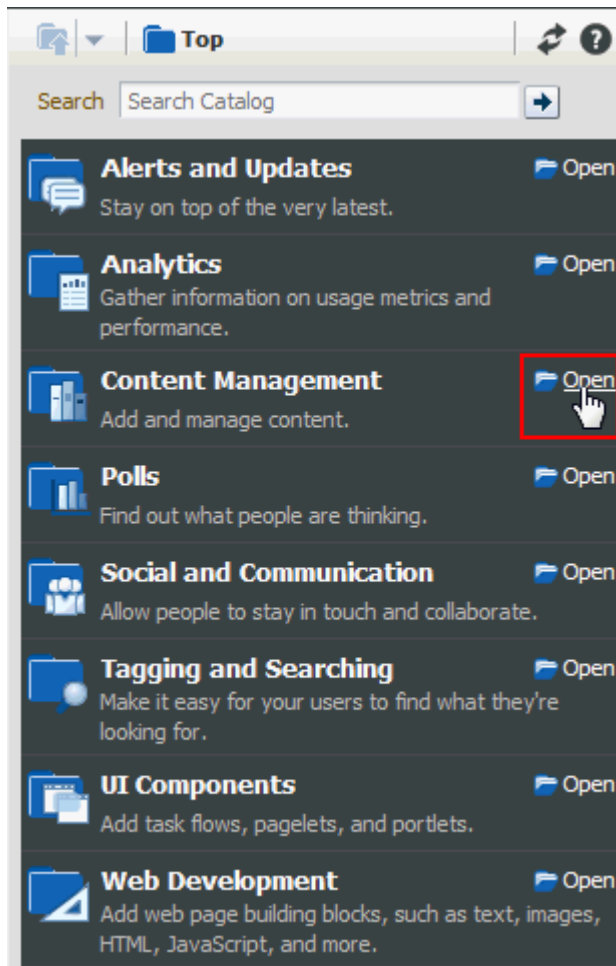 Top
Search Search Catalog
Alerts and Updates Open
Stay on top of the very latest.
Analytics Open
Gather information on usage metrics and
performance.
Content Management Open
Add and manage content.
Polls Open
Find out what people are thinking.
Social and Communication Open
Allow people to stay in touch and collaborate.
Tagging and Searching Open
Make it easy for your users to find what they're
looking for.
UI Components Open
Add task flows, pagelets, and portlets.
Web Development Open
Add web page building blocks, such as text, images,
HTML, JavaScript, and more.